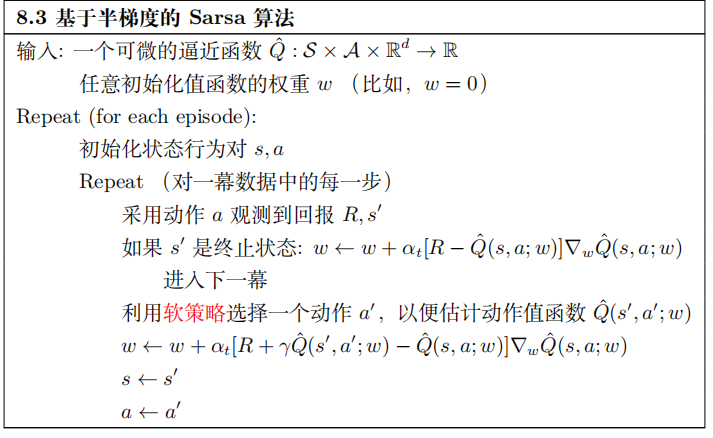 8.3 基于半梯度的 Sarsa 算法
输入: 一个可微的逼近函数 $\hat{Q} : \mathcal{S} \times \mathcal{A} \times \mathbb{R}^d \to \mathbb{R}$
任意初始化值函数的权重 $w$ （比如，$w = 0$）
Repeat (for each episode):
初始化状态行为对 $s, a$
Repeat （对一幕数据中的每一步）
采用动作 $a$ 观测到回报 $R, s'$
如果 $s'$ 是终止状态: $w \leftarrow w + \alpha_t[R - \hat{Q}(s, a; w)]\nabla_w \hat{Q}(s, a; w)$
进入下一幕
利用软策略选择一个动作 $a'$，以便估计动作值函数 $\hat{Q}(s', a'; w)$
$w \leftarrow w + \alpha_t[R + \gamma\hat{Q}(s', a'; w) - \hat{Q}(s, a; w)]\nabla_w \hat{Q}(s, a; w)$
$s \leftarrow s'$
$a \leftarrow a'$